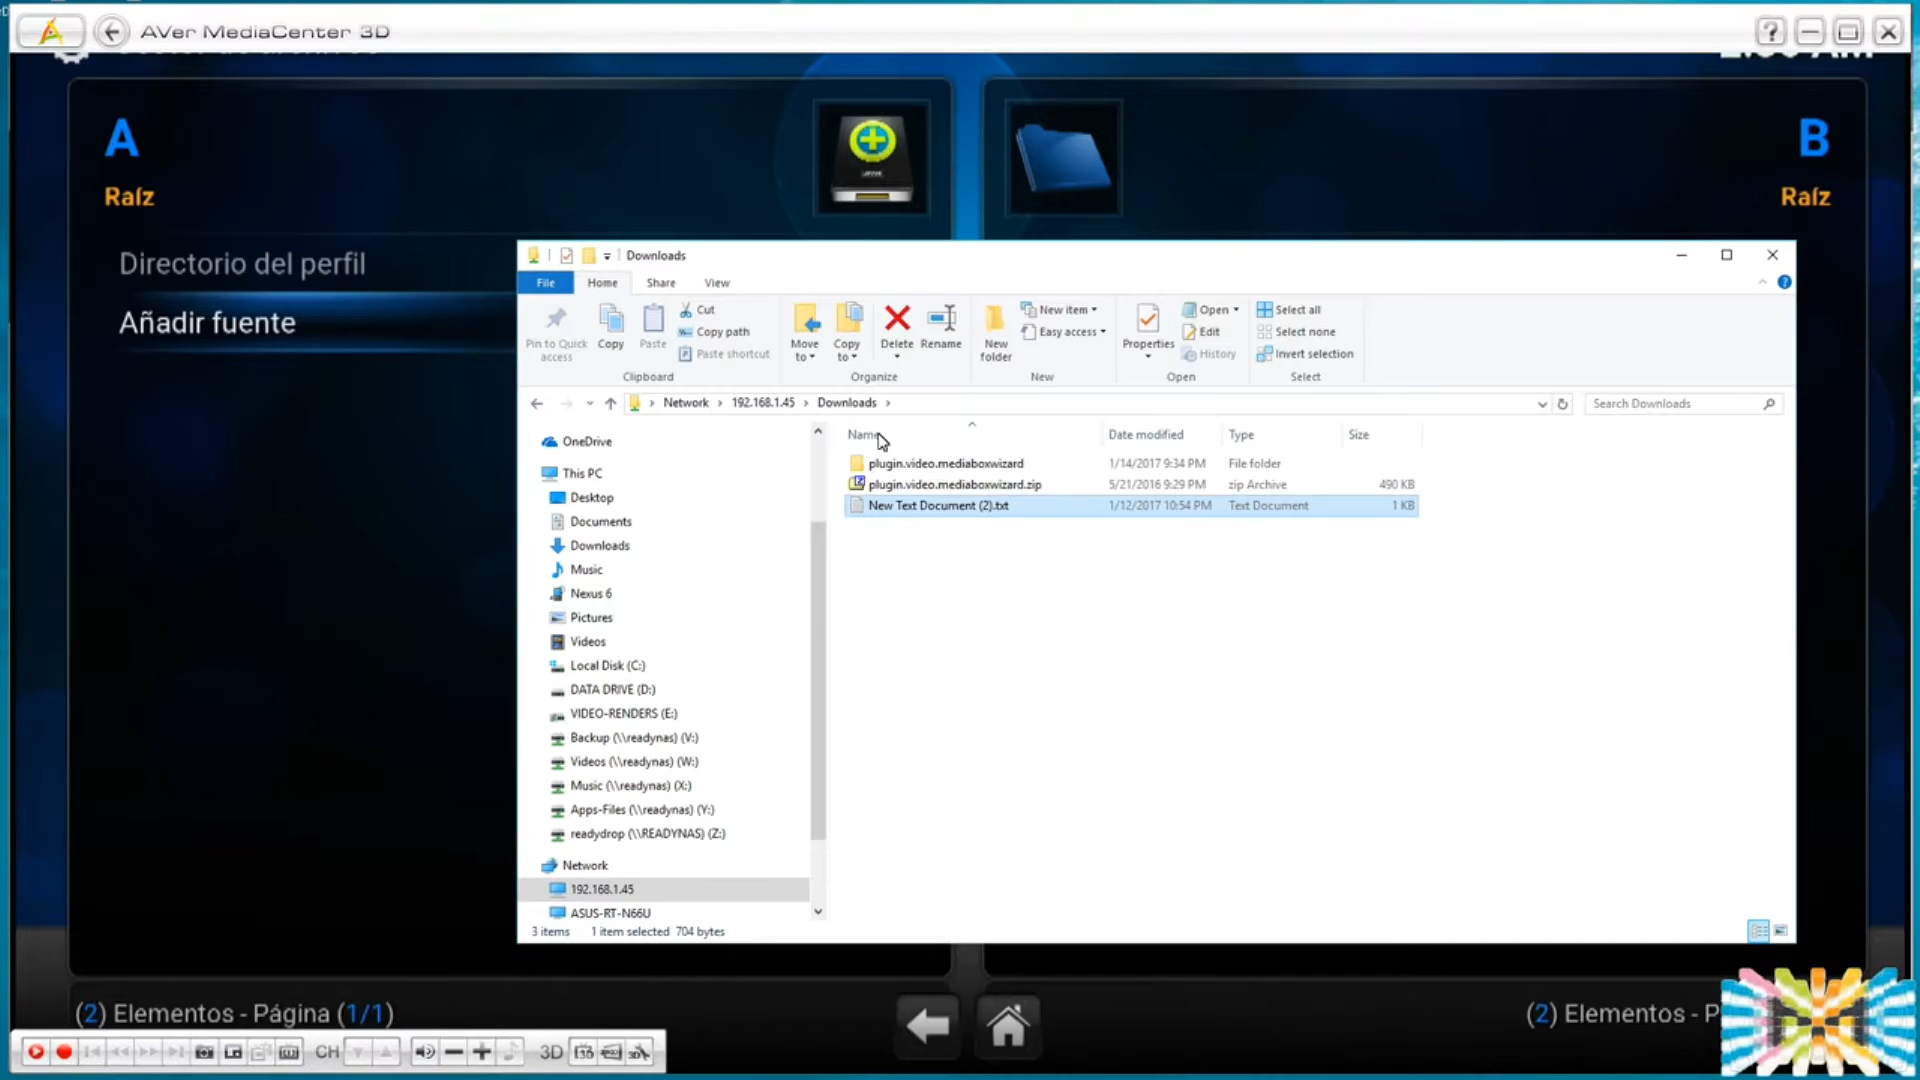 AVer MediaCenter 3D
A
B
Raíz
Raíz
Directorio del perfil
Añadir fuente
Downloads
File
Home
Share
View
Pin to Quick access
Copy
Paste
Cut
Copy path
Paste shortcut
Clipboard
Move to
Copy to
Delete
Rename
Organize
New folder
New item
Easy access
New
Properties
Open
Edit
History
Open
Select all
Select none
Invert selection
Select
Network > 192.168.1.45 > Downloads >
Search Downloads
Name
Date modified
Type
Size
plugin.video.mediaboxwizard 1/14/2017 9:34 PM File folder
plugin.video.mediaboxwizard.zip 5/21/2016 9:29 PM zip Archive 490 KB
New Text Document (2).txt 1/12/2017 10:54 PM Text Document 1 KB
OneDrive
This PC
Desktop
Documents
Downloads
Music
Nexus 6
Pictures
Videos
Local Disk (C:)
DATA DRIVE (D:)
VIDEO-RENDERS (E:)
Backup (\\readynas) (V:)
Videos (\\readynas) (W:)
Music (\\readynas) (X:)
Apps-Files (\\readynas) (Y:)
readydrop (\\READYNAS) (Z:)
Network
192.168.1.45
ASUS-RT-N66U
3 items 1 item selected 704 bytes
(2) Elementos - Página (1/1)
(2) Elementos - P
CH
3D